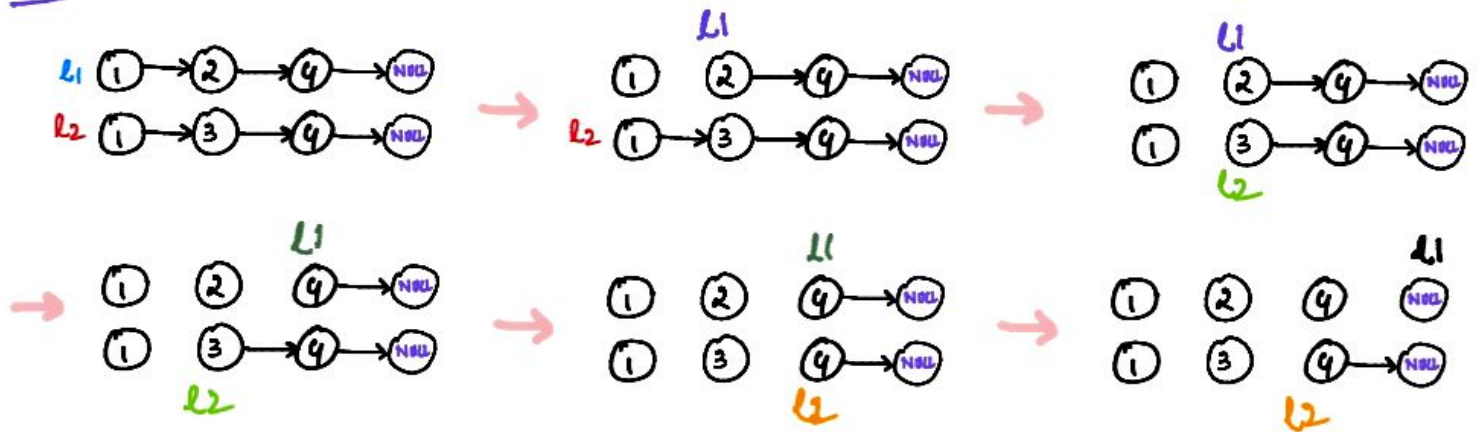 l1
l1
l1 1 2 4 NULL 1 2 4 NULL 1 2 4 NULL
l2 1 3 4 NULL l2 1 3 4 NULL 1 3 4 NULL
l2
l1 l1 l1
1 2 4 NULL 1 2 4 NULL 1 2 4 NULL
1 3 4 NULL 1 3 4 NULL 1 3 4 NULL
l2 l2 l2